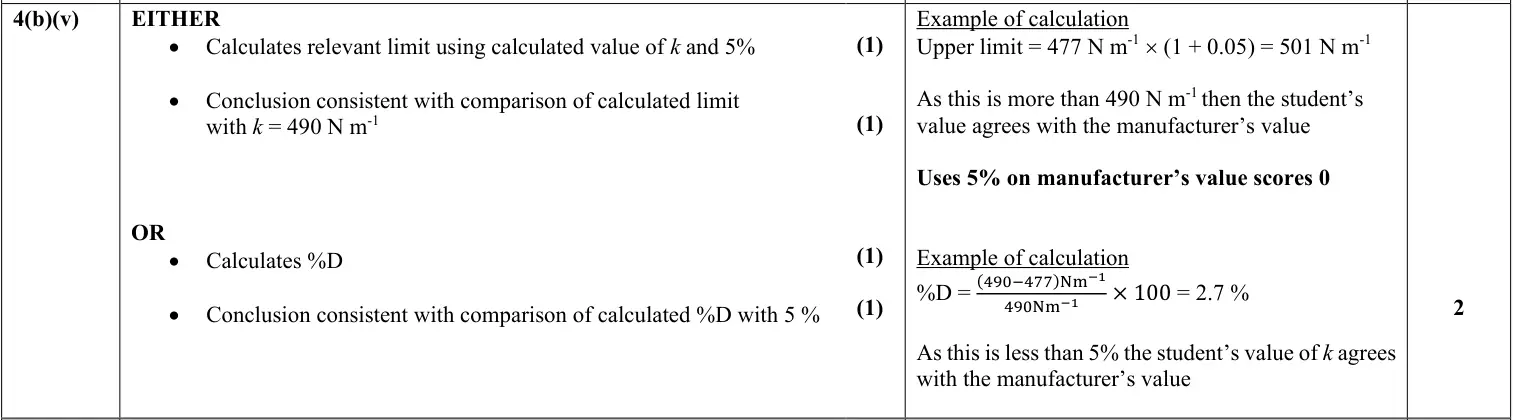 4(b)(v)
EITHER
• Calculates relevant limit using calculated value of k and 5% (1)
• Conclusion consistent with comparison of calculated limit
with k = 490 N m⁻¹ (1)
OR
• Calculates %D (1)
• Conclusion consistent with comparison of calculated %D with 5 % (1)
Example of calculation
Upper limit = 477 N m⁻¹ × (1 + 0.05) = 501 N m⁻¹
As this is more than 490 N m⁻¹ then the student’s
value agrees with the manufacturer’s value
Uses 5% on manufacturer’s value scores 0
Example of calculation
%D = (490−477)Nm⁻¹ / 490Nm⁻¹ × 100 = 2.7 %
As this is less than 5% the student’s value of k agrees
with the manufacturer’s value
2